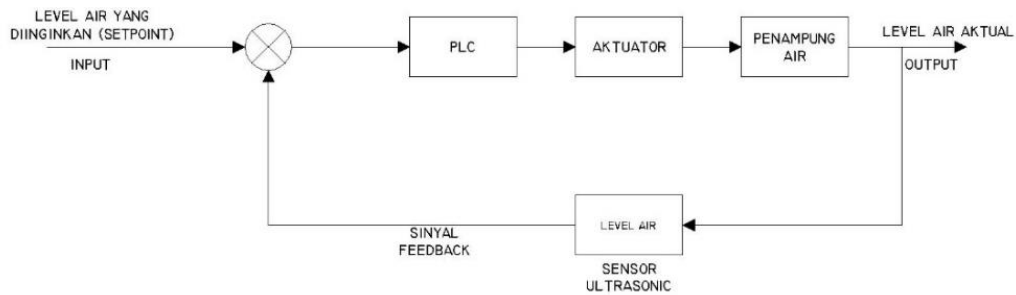 LEVEL AIR YANG
DIINGINKAN (SETPOINT)
INPUT
PLC
AKTUATOR
PENAMPUNG
AIR
LEVEL AIR AKTUAL
OUTPUT
LEVEL AIR
SENSOR
ULTRASONIC
SINYAL
FEEDBACK